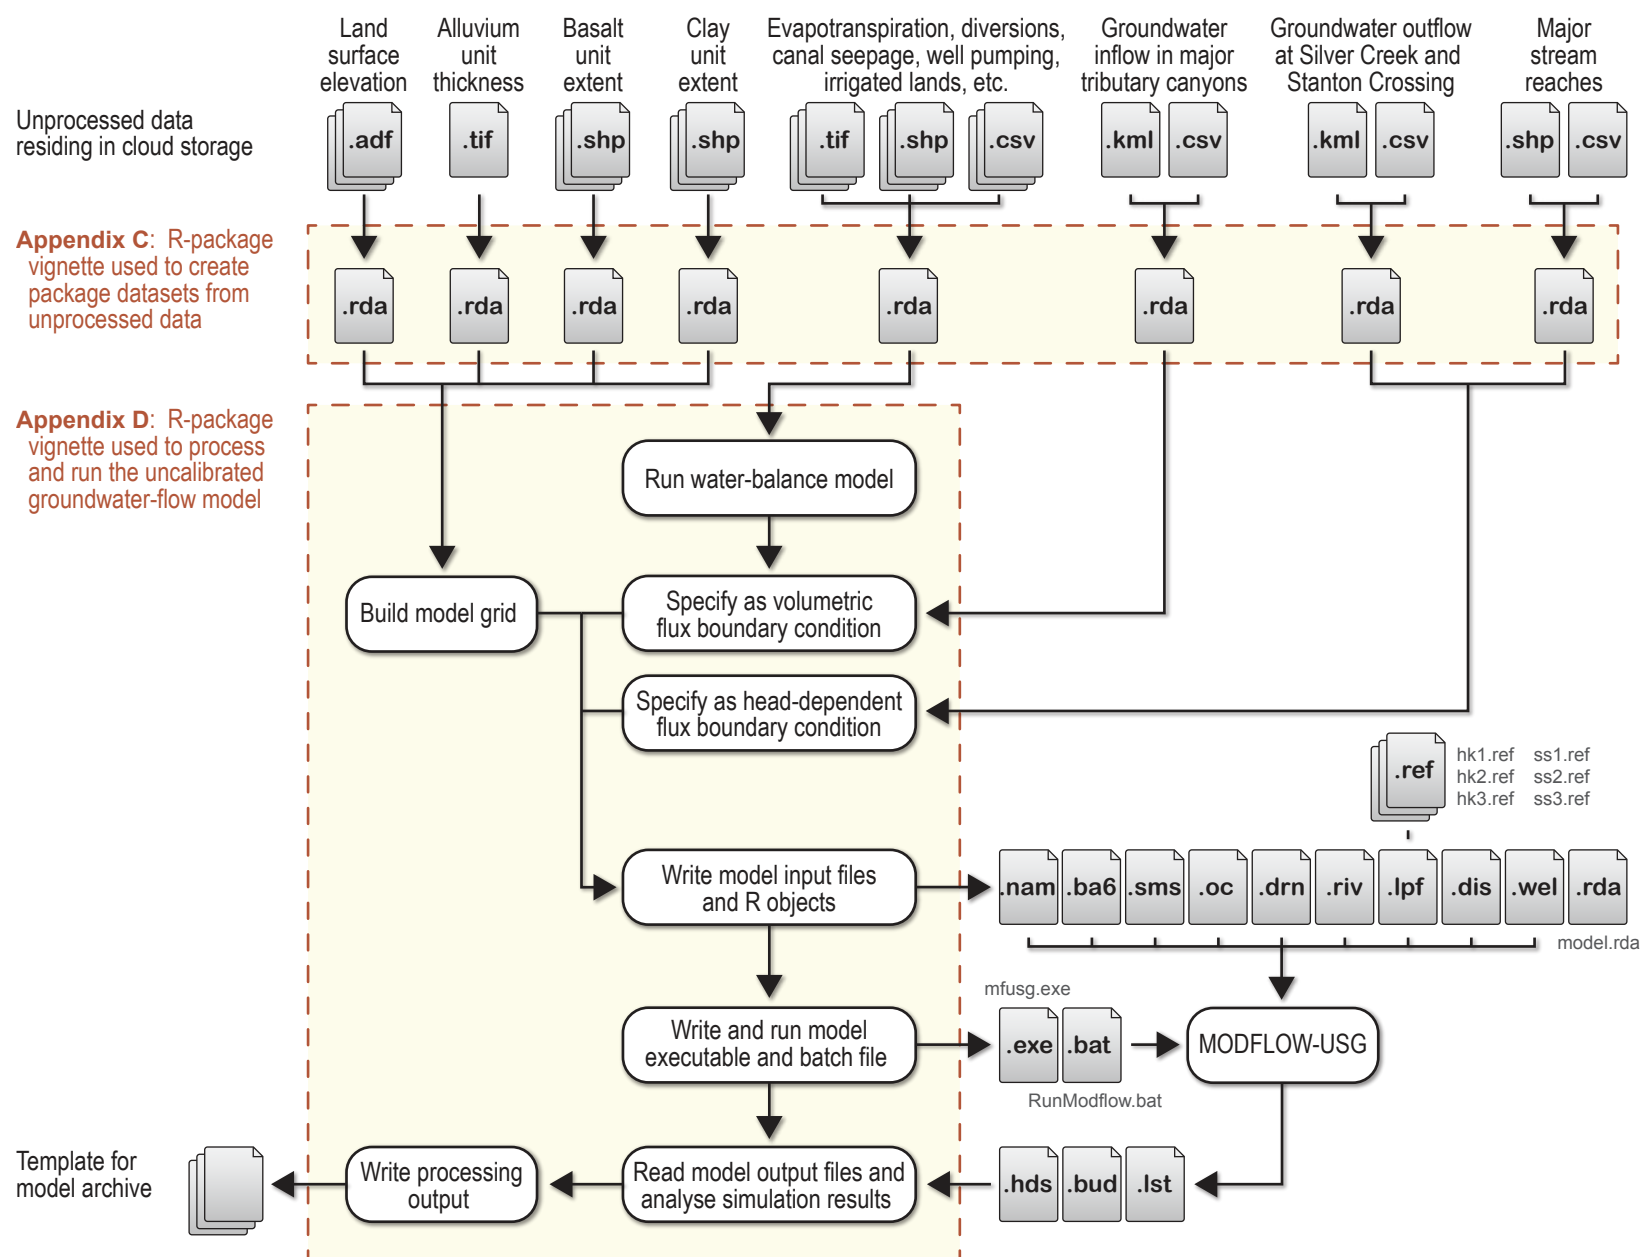 Land
surface
elevation
Alluvium
unit
thickness
Basalt
unit
extent
Clay
unit
extent
Evapotranspiration, diversions,
canal seepage, well pumping,
irrigated lands, etc.
Groundwater
inflow in major
tributary canyons
Groundwater outflow
at Silver Creek and
Stanton Crossing
Major
stream
reaches
Unprocessed data
residing in cloud storage
.adf
.tif
.shp
.shp
.tif
.shp
.csv
.kml
.csv
.kml
.csv
.shp
.csv
Appendix C: R-package
vignette used to create
package datasets from
unprocessed data
.rda
.rda
.rda
.rda
.rda
.rda
.rda
.rda
Appendix D: R-package
vignette used to process
and run the uncalibrated
groundwater-flow model
Run water-balance model
Build model grid
Specify as volumetric
flux boundary condition
Specify as head-dependent
flux boundary condition
.ref
hk1.ref ss1.ref
hk2.ref ss2.ref
hk3.ref ss3.ref
Write model input files
and R objects
.nam
.ba6
.sms
.oc
.drn
.riv
.lpf
.dis
.wel
.rda
model.rda
mfusg.exe
Write and run model
executable and batch file
.exe
.bat
RunModflow.bat
MODFLOW-USG
Template for
model archive
Write processing
output
Read model output files and
analyse simulation results
.hds
.bud
.lst